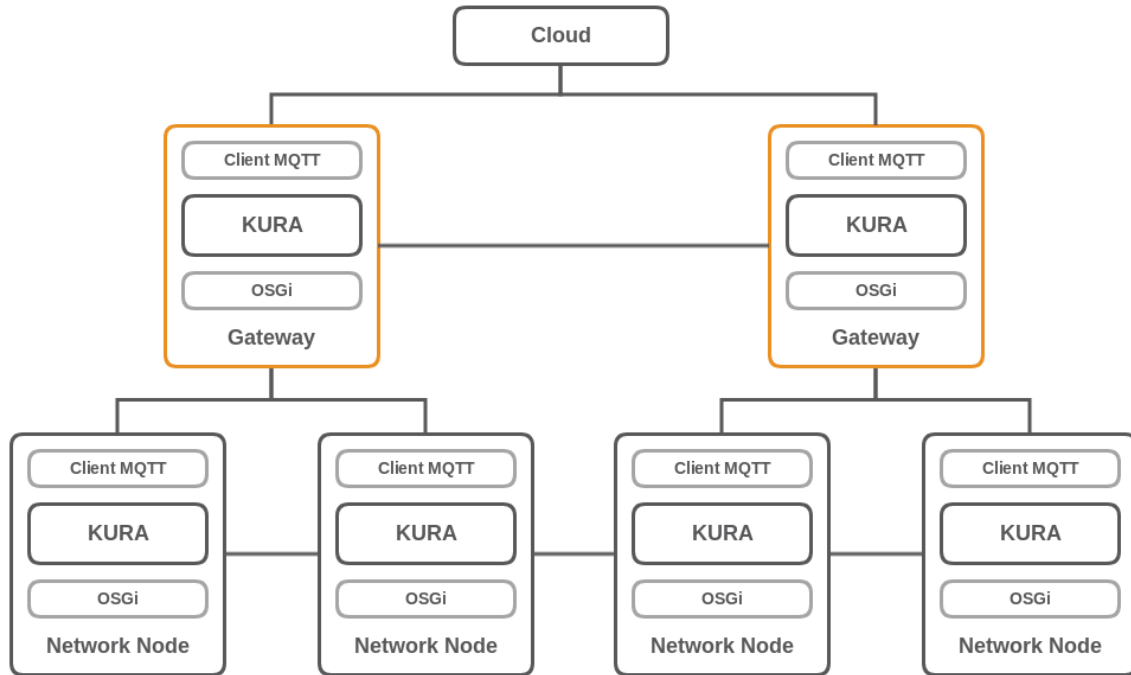 Cloud
Client MQTT
KURA
OSGi
Gateway
Client MQTT
KURA
OSGi
Gateway
Client MQTT
KURA
OSGi
Network Node
Client MQTT
KURA
OSGi
Network Node
Client MQTT
KURA
OSGi
Network Node
Client MQTT
KURA
OSGi
Network Node